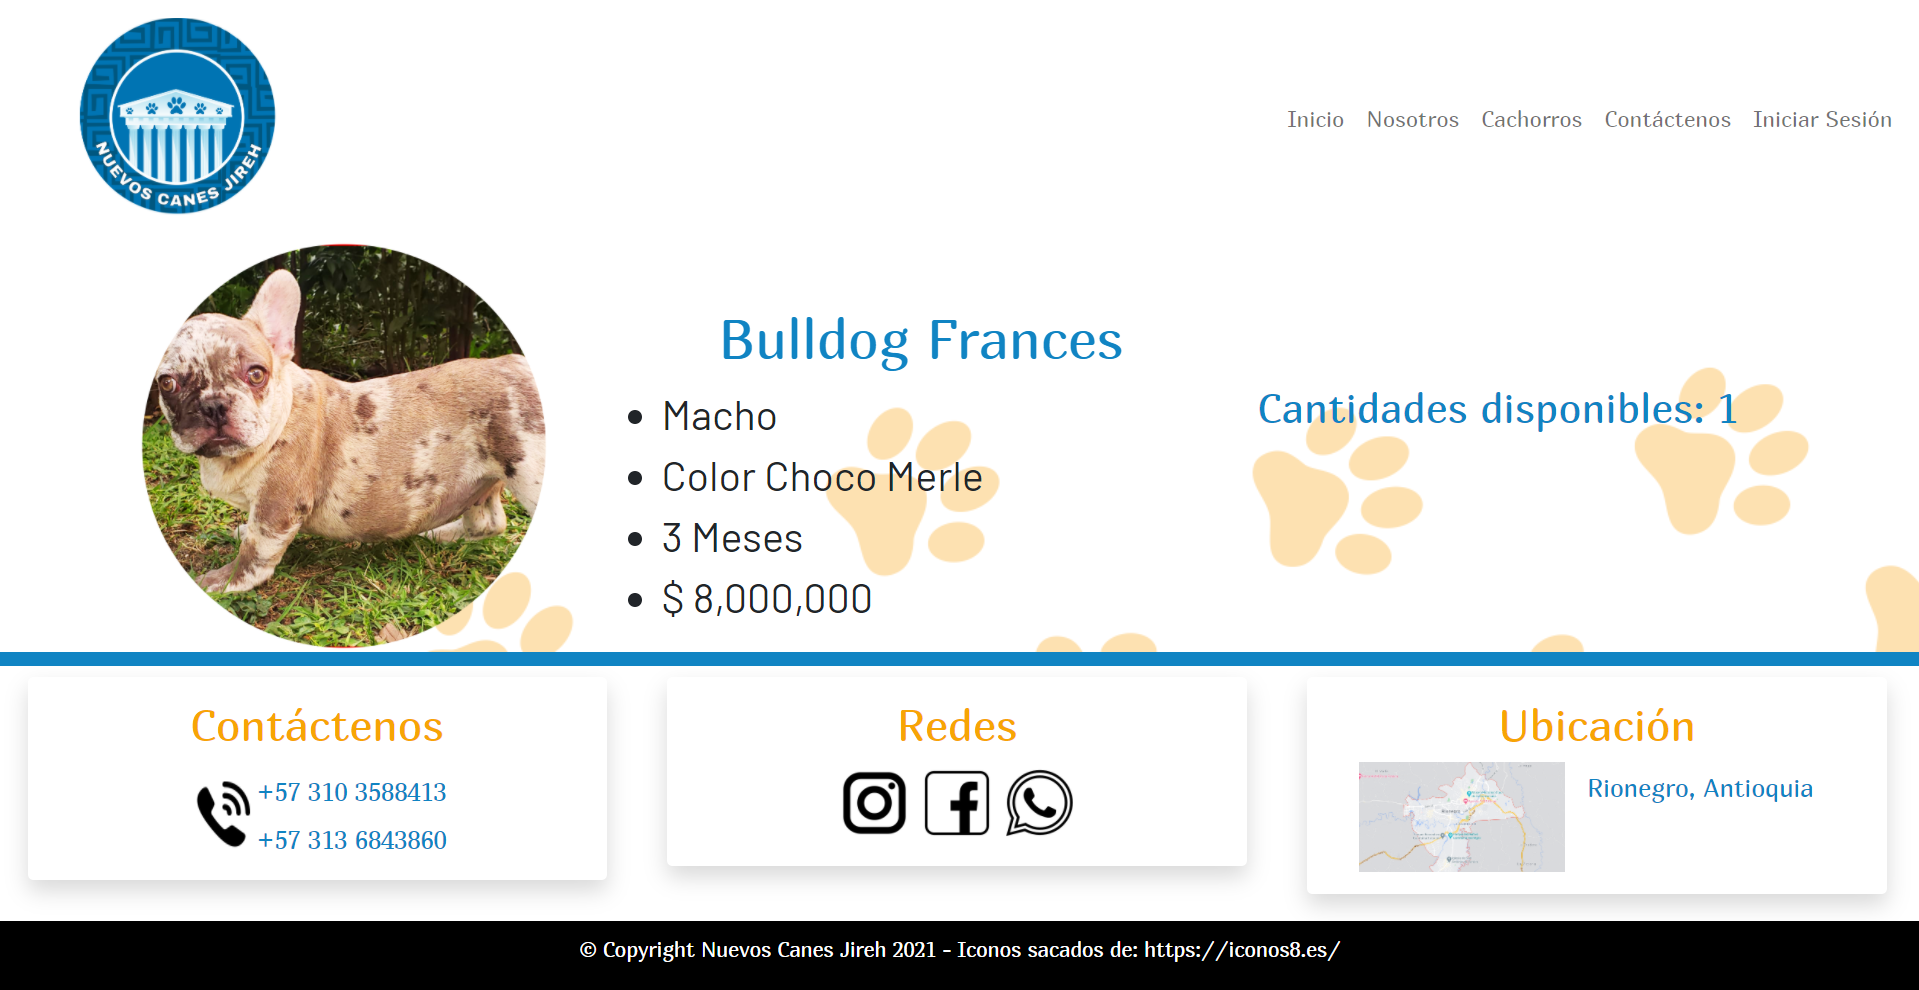 NUEVOS CANES JIREH
Inicio Nosotros Cachorros Contáctenos Iniciar Sesión
Bulldog Frances
Macho
Color Choco Merle
3 Meses
$ 8,000,000
Cantidades disponibles: 1
Contáctenos
+57 310 3588413
+57 313 6843860
Redes
Ubicación
Rionegro, Antioquia
© Copyright Nuevos Canes Jireh 2021 - Iconos sacados de: https://iconos8.es/